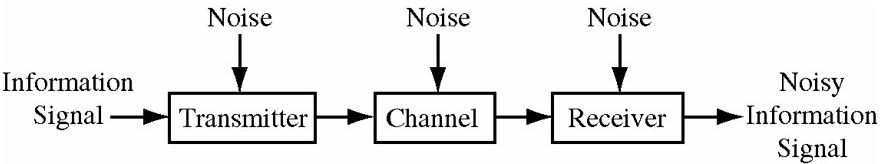 Noise
Noise
Noise
Information
Signal
Transmitter
Channel
Receiver
Noisy
Information
Signal